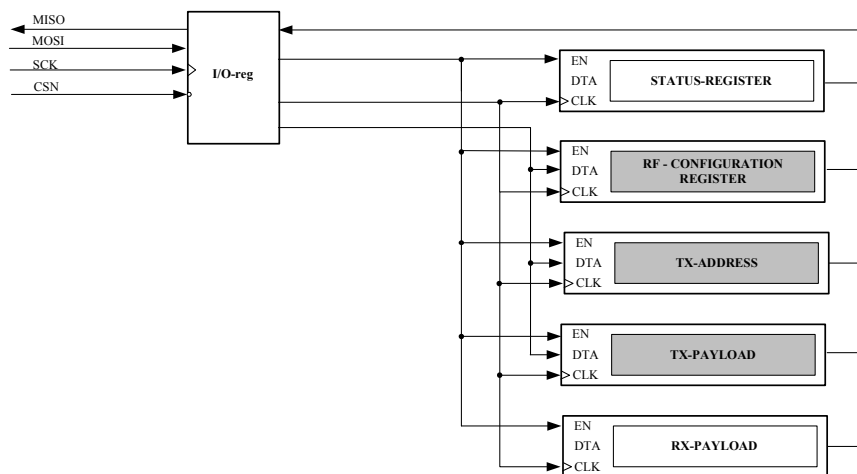 MISO
MOSI
SCK
CSN
I/O-reg
EN
DTA
CLK
STATUS-REGISTER
EN
DTA
CLK
RF - CONFIGURATION
REGISTER
EN
DTA
CLK
TX-ADDRESS
EN
DTA
CLK
TX-PAYLOAD
EN
DTA
CLK
RX-PAYLOAD